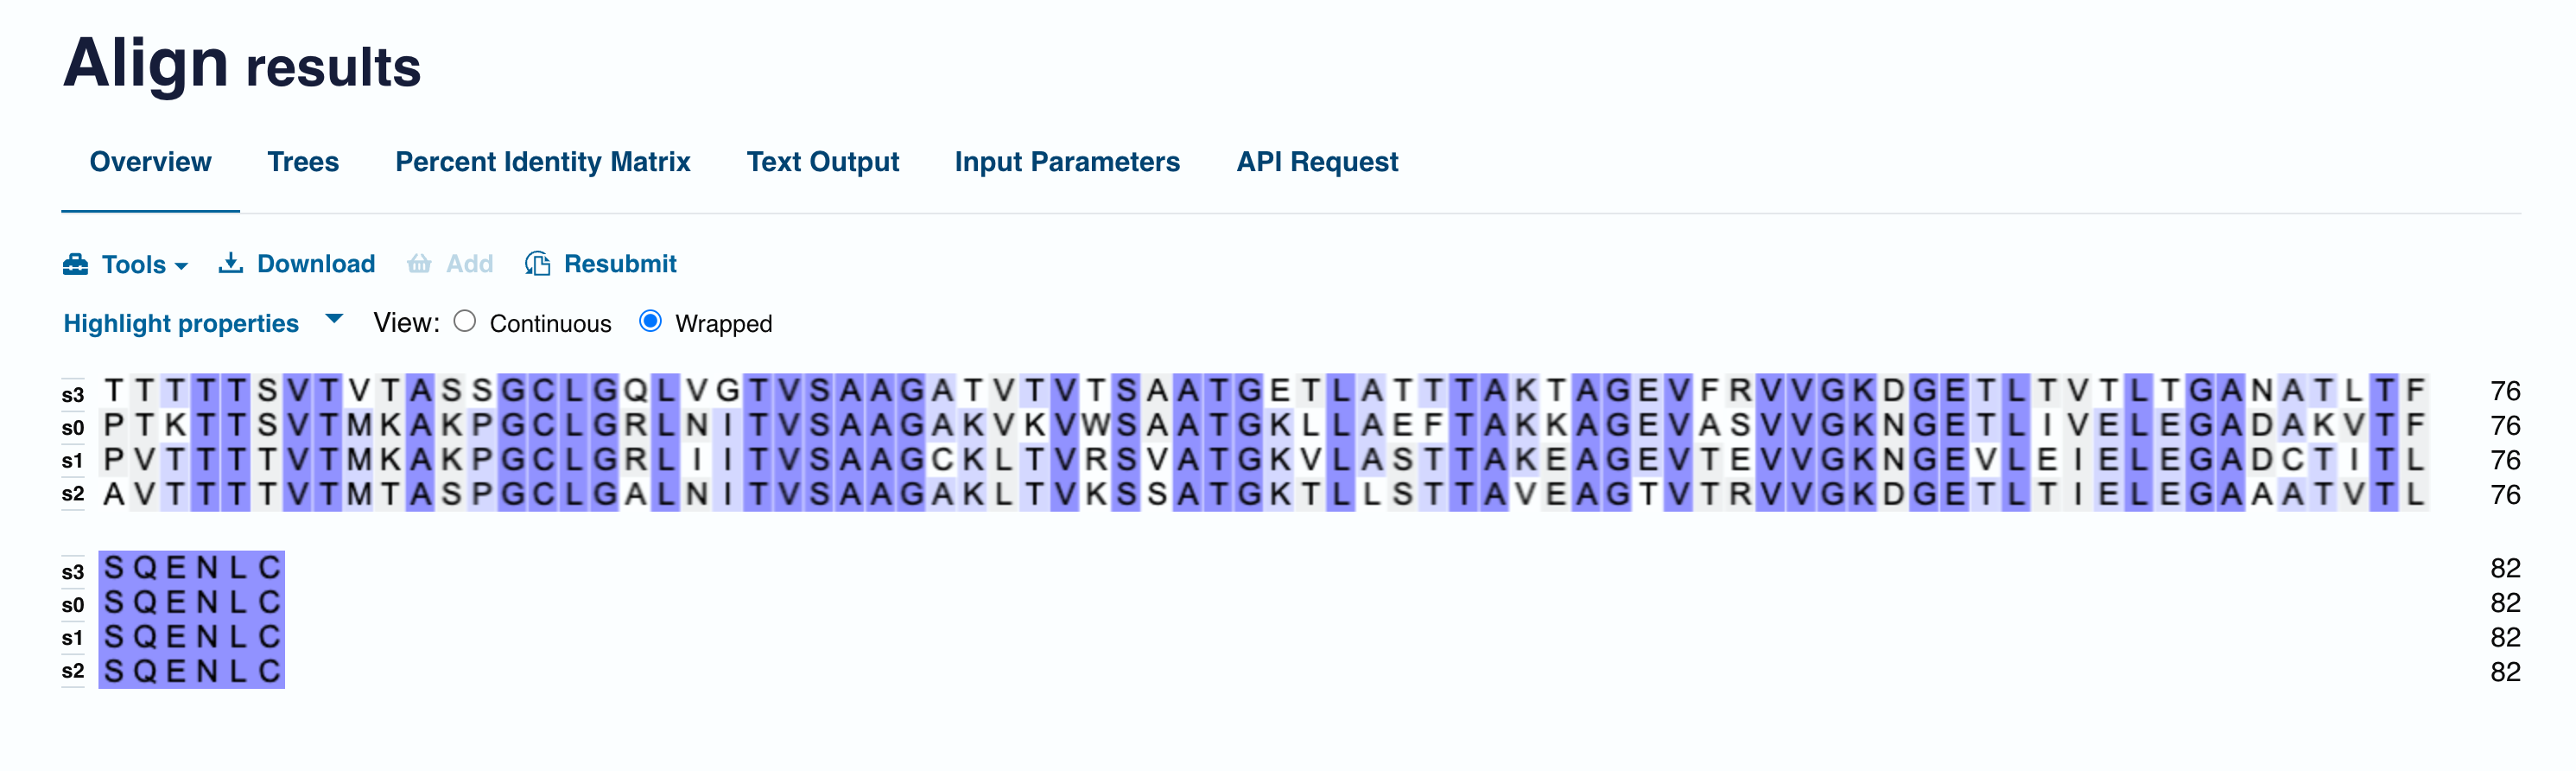 Align results
Overview Trees Percent Identity Matrix Text Output Input Parameters API Request
Tools Download Add Resubmit
Highlight properties View: Continuous Wrapped
s3 TTTTTSVTVTASSGCLGQLVGTVSAAGATVTVTSAATGETLATTTAKTAGEVFRVVGKDGETLTVTLTGANATLTF 76
s0 PTKTTSVTMKAKPGCLGRLNITVSAAGAKVKVWSAATGKLLAEFTAKKAGEVASVVGKNGETLIVELEGADAKVTF 76
s1 PVTTTTVTMKAKPGCLGRLIITVSAAGCKLTVRSVATGKVLASTTAKEAGEVTEVVGKNGEVLEIELEGADCTITL 76
s2 AVTTTTVTMTASPGCLGALNITVSAAGAKLTVKSSATGKTLLSTTAVEAGTVTRVVGKDGETLTIELEGAAATVTL 76
s3 SQENLC 82
s0 SQENLC 82
s1 SQENLC 82
s2 SQENLC 82